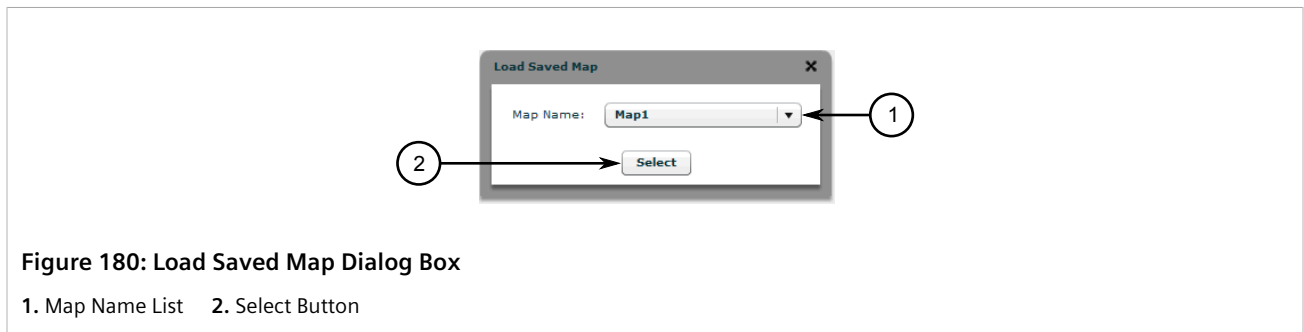 Load Saved Map
Map Name: Map1
1
2
Select
Figure 180: Load Saved Map Dialog Box
1. Map Name List 2. Select Button